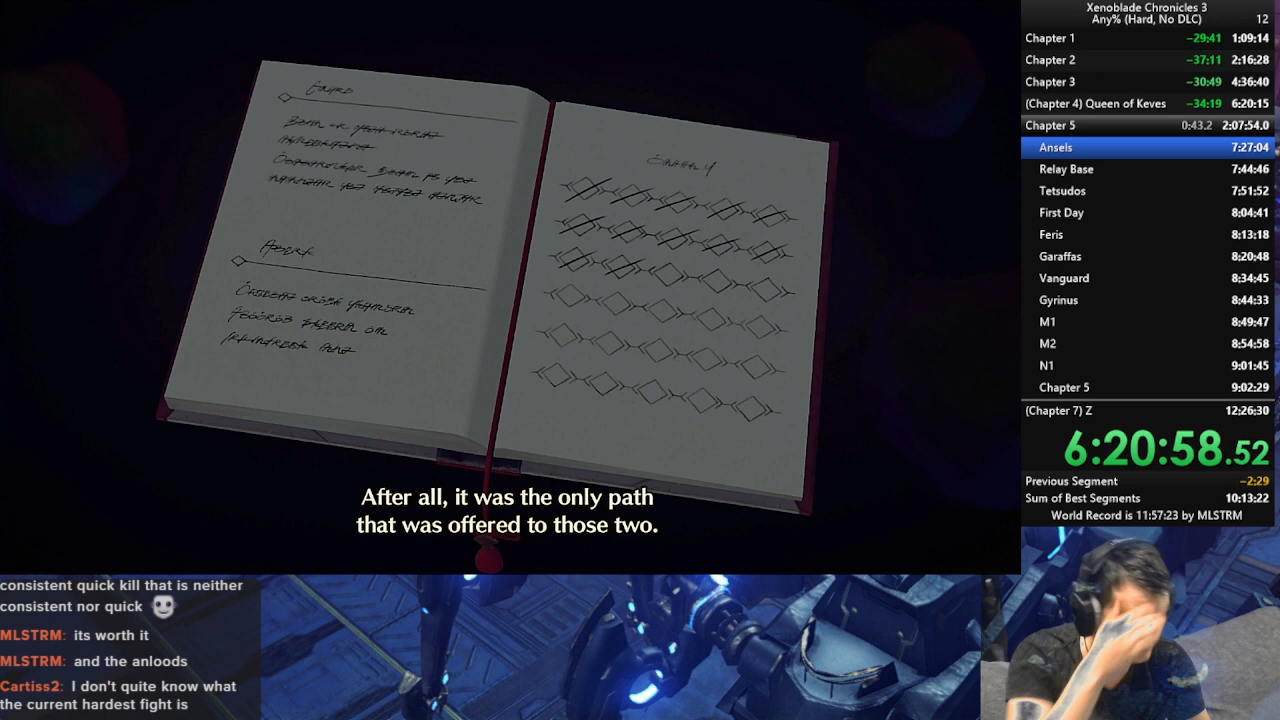 After all, it was the only path
that was offered to those two.
Xenoblade Chronicles 3
Any% (Hard, No DLC) 12
Chapter 1 −29:41 1:09:14
Chapter 2 −37:11 2:16:28
Chapter 3 −30:49 4:36:40
(Chapter 4) Queen of Keves −34:19 6:20:15
Chapter 5 0:43.2 2:07:54.0
Ansels 7:27:04
Relay Base 7:44:46
Tetsudos 7:51:52
First Day 8:04:41
Feris 8:13:18
Garaffas 8:20:48
Vanguard 8:34:45
Gyrinus 8:44:33
M1 8:49:47
M2 8:54:58
N1 9:01:45
Chapter 5 9:02:29
(Chapter 7) Z 12:26:30
6:20:58.52
Previous Segment −2:29
Sum of Best Segments 10:13:22
World Record is 11:57:23 by MLSTRM
consistent quick kill that is neither
consistent nor quick
MLSTRM: its worth it
MLSTRM: and the anloods
Cartiss2: I don't quite know what
the current hardest fight is